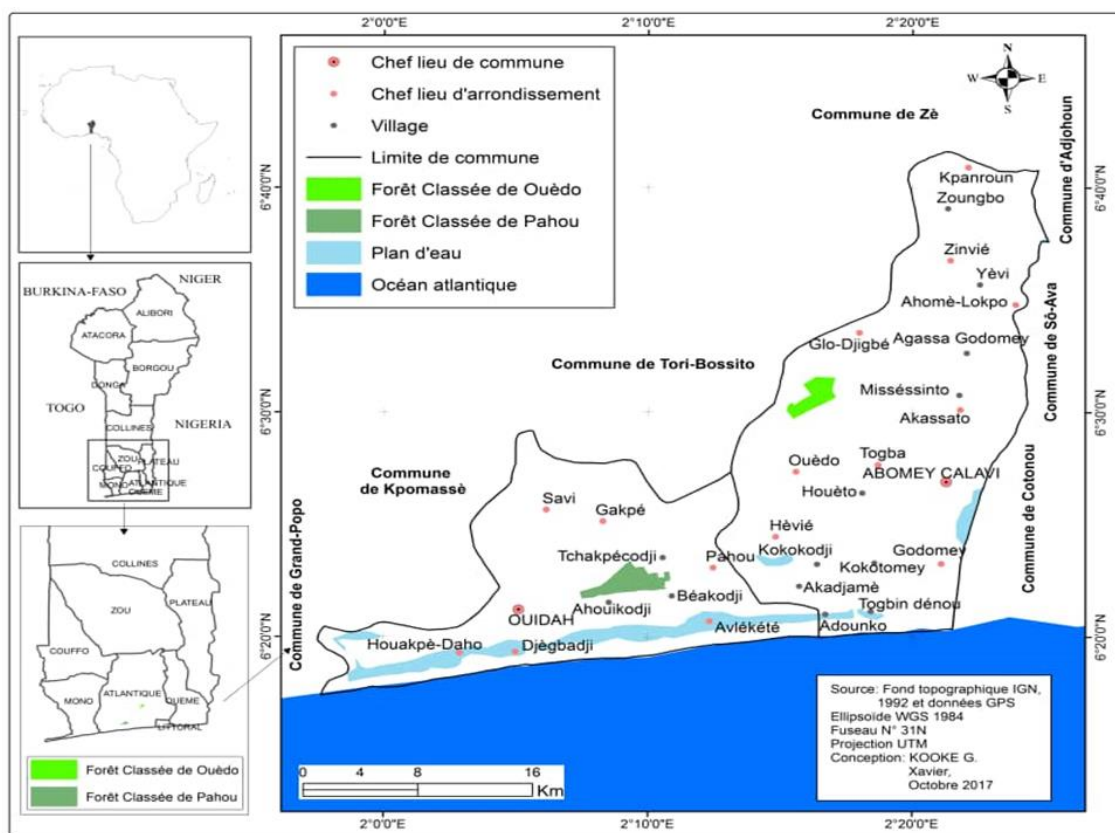 2°0'0"E
2°10'0"E
2°20'0"E
Chef lieu de commune
Chef lieu d'arrondissement
Village
Limite de commune
Forêt Classée de Ouèdo
Forêt Classée de Pahou
Plan d'eau
Océan atlantique
N
W
E
S
Commune de Zè
Commune d'Adjohoun
6°40'0"N
6°40'0"N
Kpanroun
Zoungbo
Zinvié
Yèvi
Ahomè-Lokpo
Commune de Sô-Ava
Glo-Djigbé
Agassa Godomey
Commune de Tori-Bossito
Misséssinto
Akassato
6°30'0"N
6°30'0"N
Togba
Ouèdo
ABOMEY CALAVI
Houèto
Commune
de Kpomassè
Commune de Cotonou
Savi
Gakpé
Hèvié
Kokokodji
Godomey
Tchakpécodji
Pahou
Kokotomey
Akadjamè
Béakodji
Ahouikodji
Togbin dénou
OUIDAH
Avlékété
Adounko
Houakpè-Daho
Djègbadji
Commune de Grand-Popo
6°20'0"N
6°20'0"N
Source: Fond topographique IGN,
1992 et données GPS
Ellipsoïde WGS 1984
Fuseau N° 31N
Projection UTM
Conception: KOOKE G.
Xavier,
Octobre 2017
0 4 8 16
Km
2°0'0"E
2°10'0"E
2°20'0"E
NIGER
BURKINA-FASO
ALIBORI
ATACORA
BORGOU
DONGA
TOGO
NIGERIA
COLLINES
ZOU
PLATEAU
COUFFO
MONO
ATLANTIQUE
OUEME
COLLINES
PLATEAU
ZOU
COUFFO
ATLANTIQUE
MONO
OUEME
LITTORAL
Forêt Classée de Ouèdo
Forêt Classée de Pahou